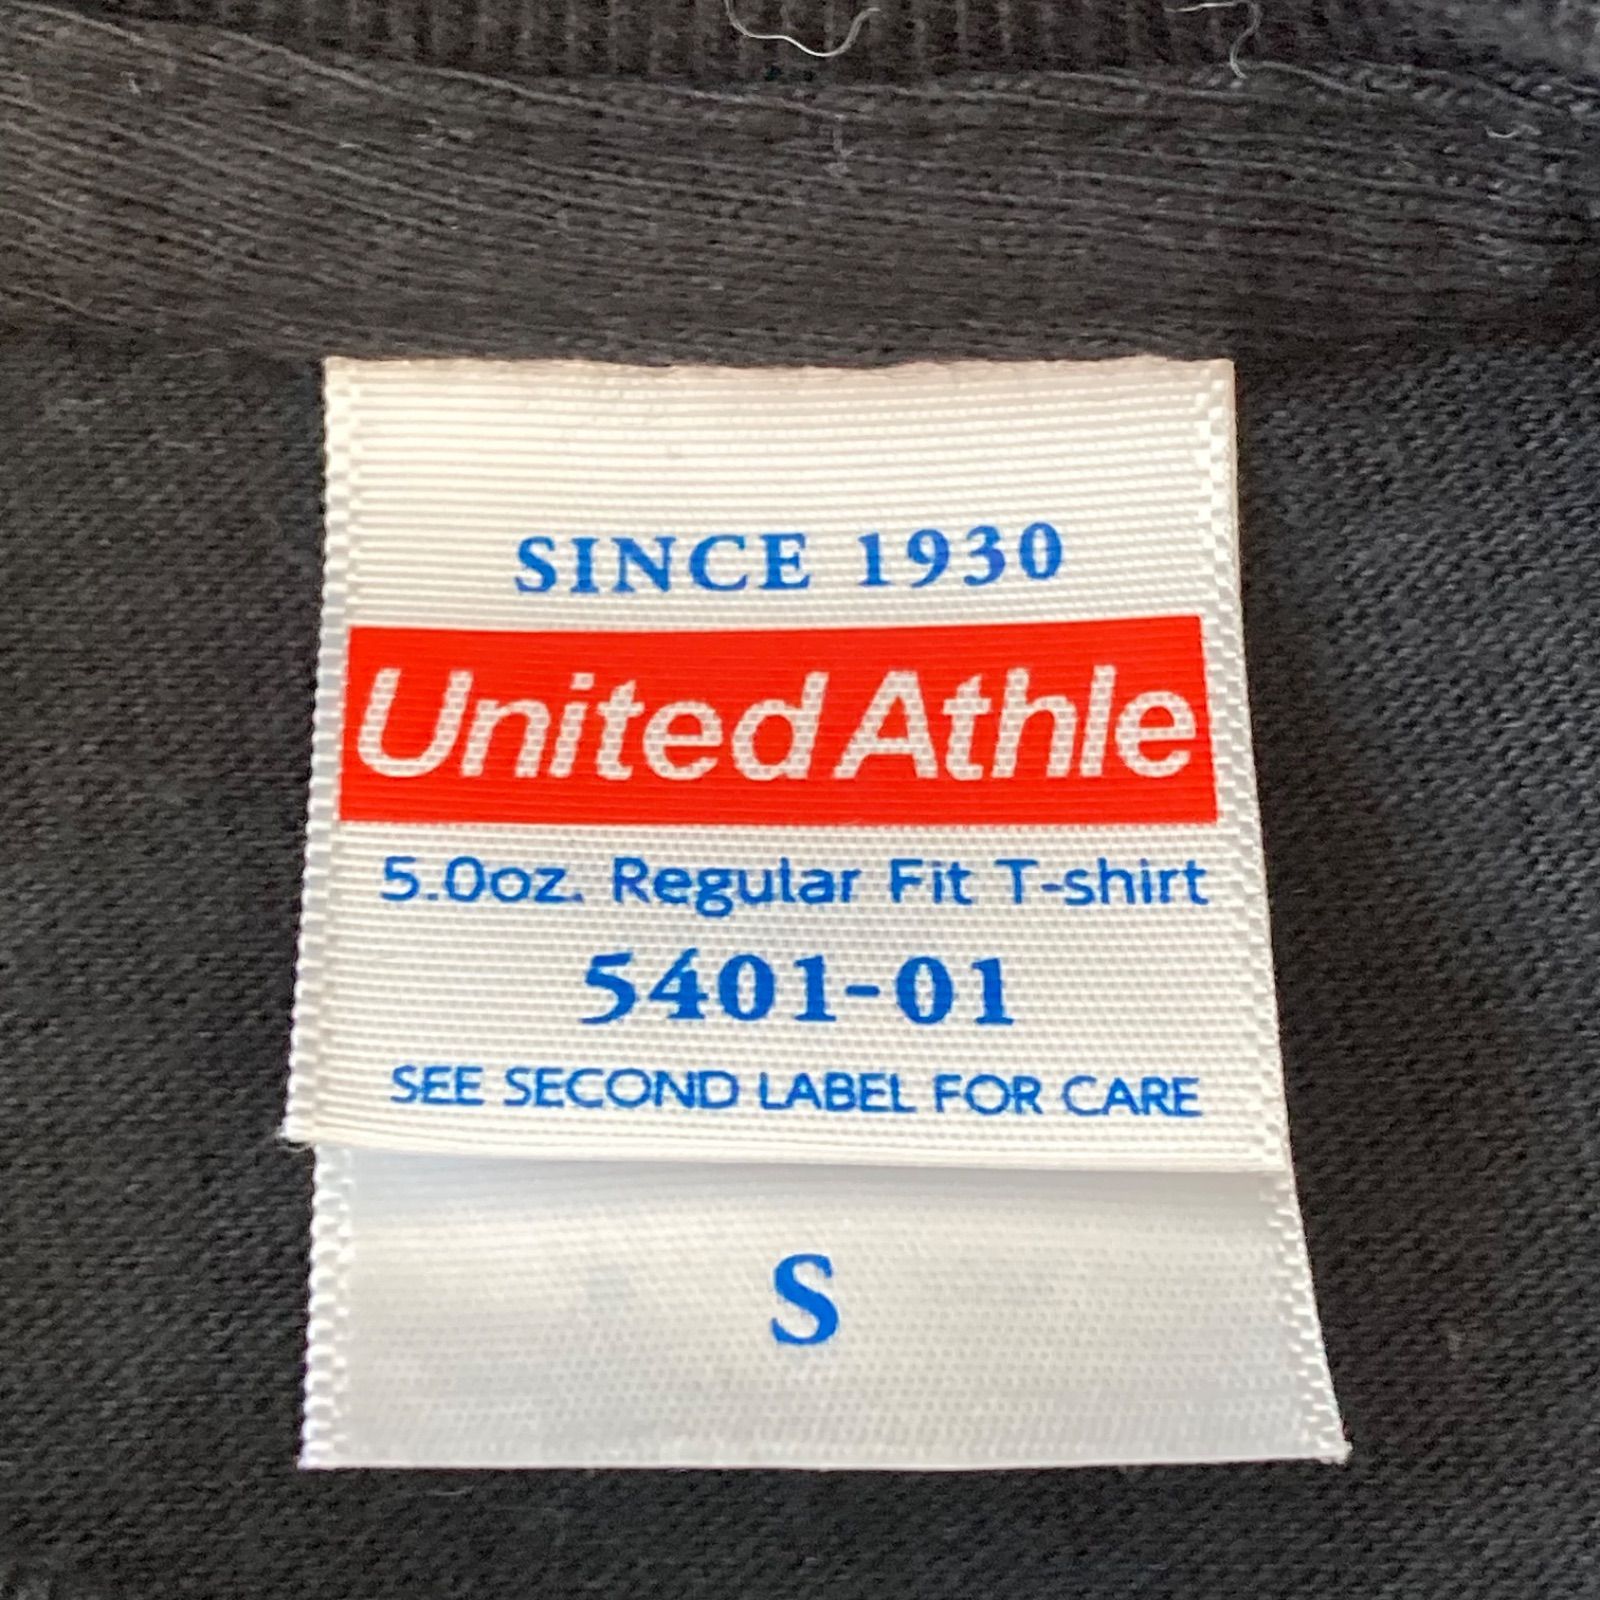 SINCE 1930
United Athle
5.0oz. Regular Fit T-shirt
5401-01
SEE SECOND LABEL FOR CARE
S